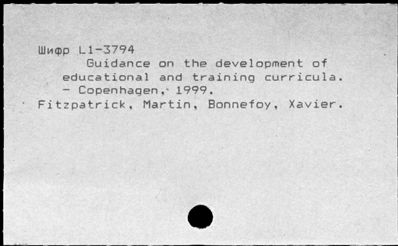 Шифр L1-3794
Guidance on the development of
educational and training curricula.
- Copenhagen, 1999.
Fitzpatrick, Martin, Bonnefoy, Xavier.